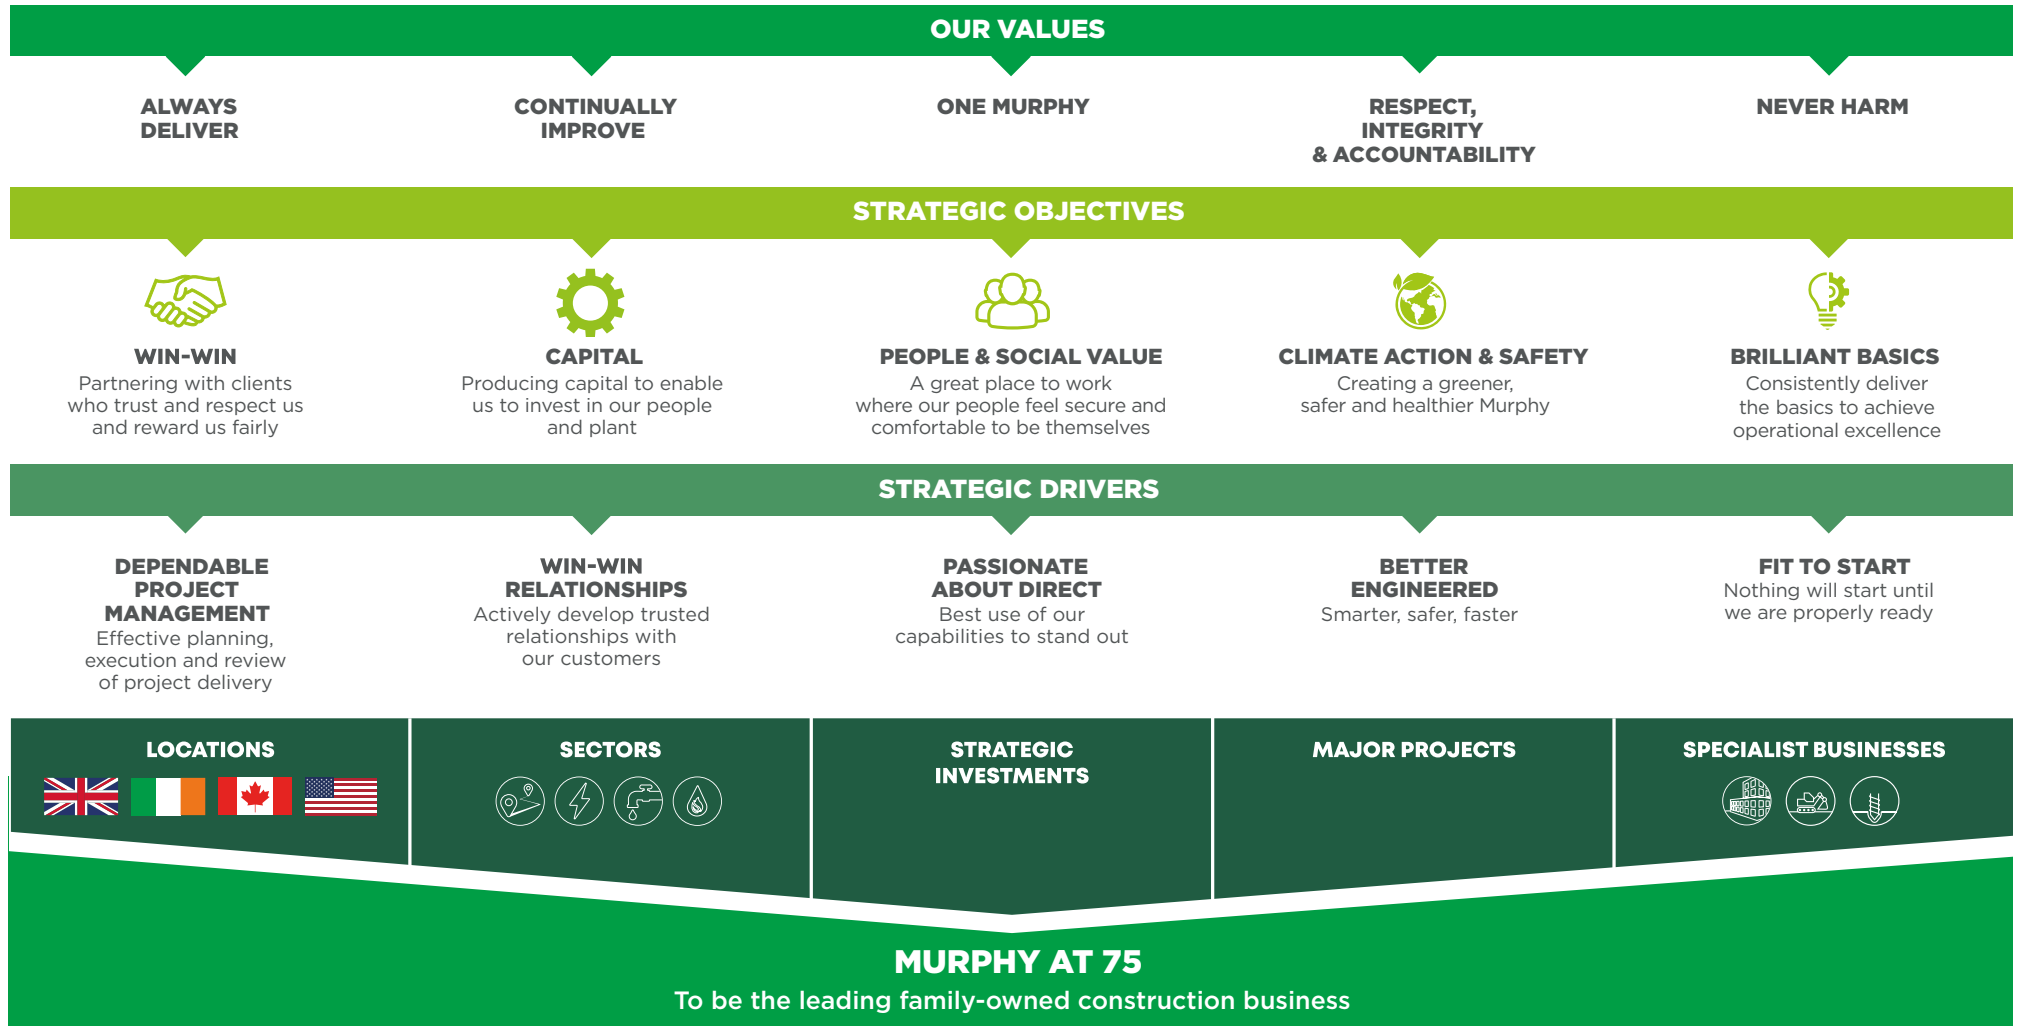 OUR VALUES
ALWAYS
DELIVER
CONTINUALLY
IMPROVE
ONE MURPHY
RESPECT,
INTEGRITY
& ACCOUNTABILITY
NEVER HARM
STRATEGIC OBJECTIVES
WIN-WIN
Partnering with clients
who trust and respect us
and reward us fairly
CAPITAL
Producing capital to enable
us to invest in our people
and plant
PEOPLE & SOCIAL VALUE
A great place to work
where our people feel secure and
comfortable to be themselves
CLIMATE ACTION & SAFETY
Creating a greener,
safer and healthier Murphy
BRILLIANT BASICS
Consistently deliver
the basics to achieve
operational excellence
STRATEGIC DRIVERS
DEPENDABLE
PROJECT
MANAGEMENT
Effective planning,
execution and review
of project delivery
WIN-WIN
RELATIONSHIPS
Actively develop trusted
relationships with
our customers
PASSIONATE
ABOUT DIRECT
Best use of our
capabilities to stand out
BETTER
ENGINEERED
Smarter, safer, faster
FIT TO START
Nothing will start until
we are properly ready
LOCATIONS
SECTORS
STRATEGIC
INVESTMENTS
MAJOR PROJECTS
SPECIALIST BUSINESSES
MURPHY AT 75
To be the leading family-owned construction business